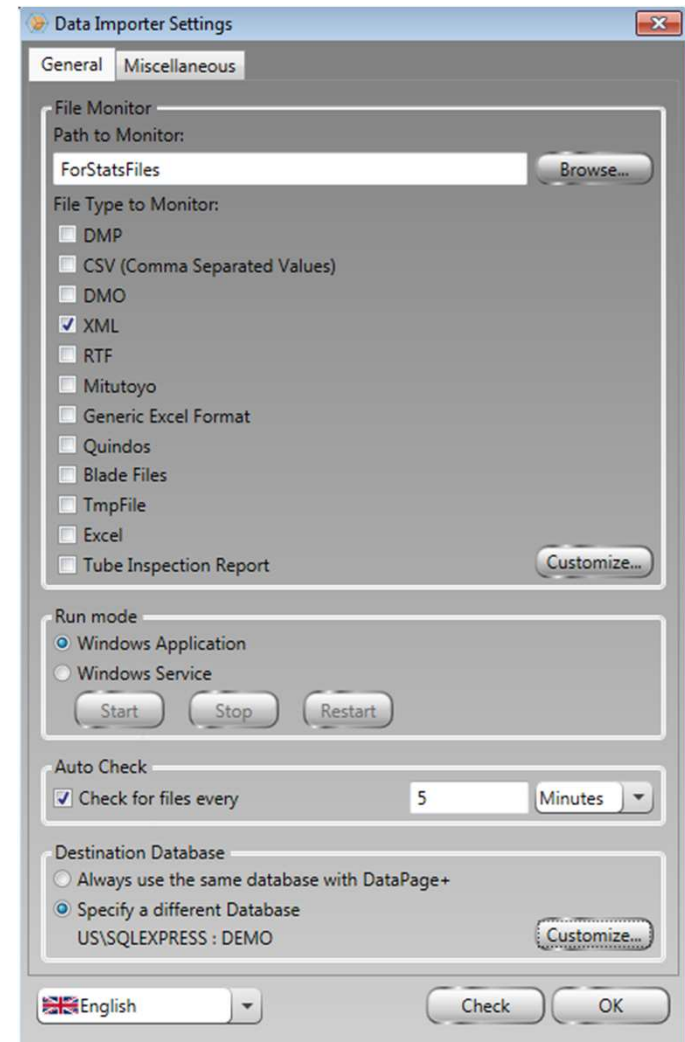 Data Importer Settings
General Miscellaneous
File Monitor
Path to Monitor:
ForStatsFiles Browse...
File Type to Monitor:
DMP
CSV (Comma Separated Values)
DMO
XML
RTF
Mitutoyo
Generic Excel Format
Quindos
Blade Files
TmpFile
Excel
Tube Inspection Report Customize...
Run mode
Windows Application
Windows Service
Start Stop Restart
Auto Check
Check for files every 5 Minutes
Destination Database
Always use the same database with DataPage+
Specify a different Database
US\SQLEXPRESS : DEMO Customize...
English Check OK